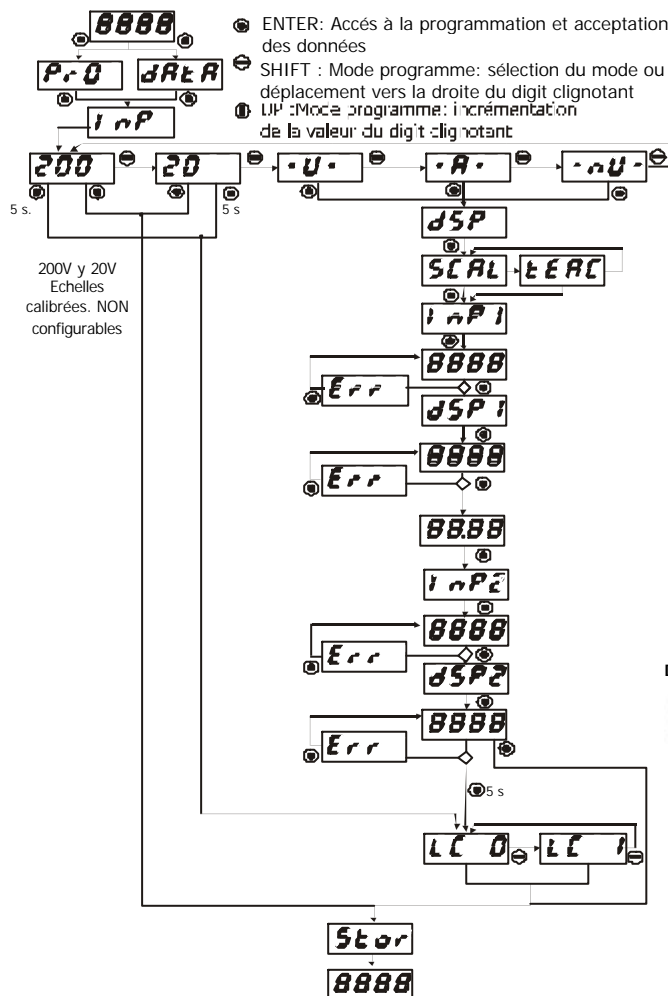 8888
ENTER: Accés à la programmation et acceptation
des données
SHIFT : Mode programme: sélection du mode ou
déplacement vers la droite du digit clignotant
UP :Mode programme: incrémentation
de la valeur du digit clignotant
PrO dAtA
InP
200 20 -U- -A- -nU-
5 s. 5 s
200V y 20V
Echelles
calibrées. NON
configurables
dSP
SCAL tEAC
InP1
8888
Err
dSP1
8888
Err
88.88
InP2
8888
Err
dSP2
8888
Err
5 s
LC 0 LC 1
Stor
8888